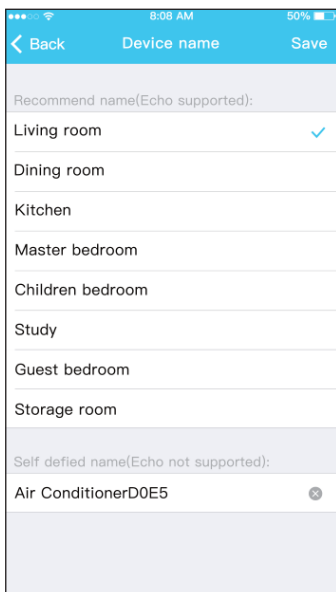 8:08 AM 50%
Back Device name Save
Recommend name(Echo supported):
Living room
Dining room
Kitchen
Master bedroom
Children bedroom
Study
Guest bedroom
Storage room
Self defied name(Echo not supported):
Air ConditionerD0E5